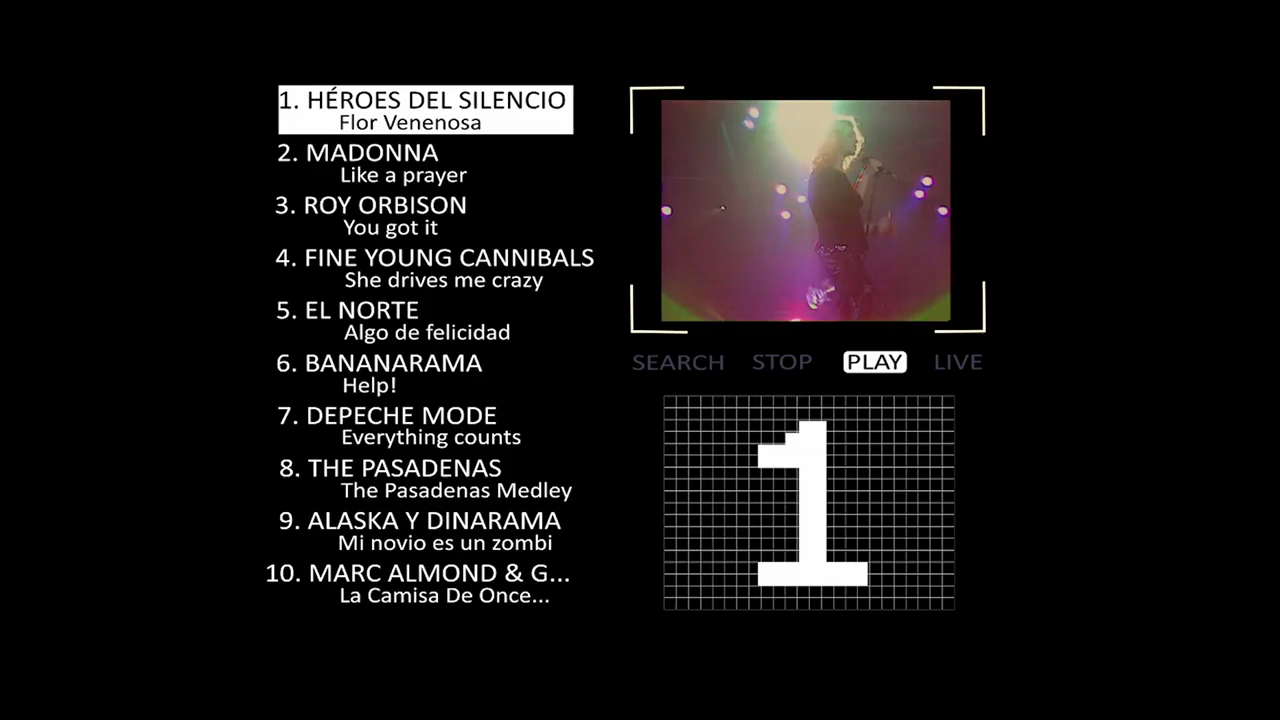 1. HÉROES DEL SILENCIO
Flor Venenosa
2. MADONNA
Like a prayer
3. ROY ORBISON
You got it
4. FINE YOUNG CANNIBALS
She drives me crazy
5. EL NORTE
Algo de felicidad
6. BANANARAMA
Help!
7. DEPECHE MODE
Everything counts
8. THE PASADENAS
The Pasadenas Medley
9. ALASKA Y DINARAMA
Mi novio es un zombi
10. MARC ALMOND & G...
La Camisa De Once...
SEARCH STOP PLAY LIVE
1